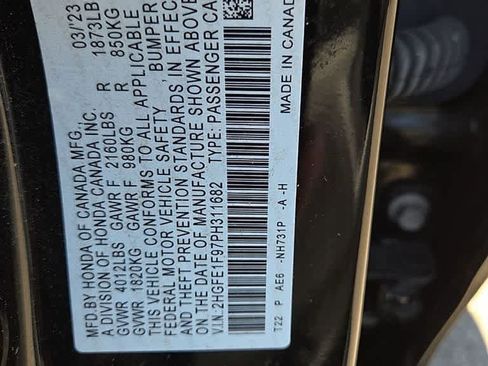 MFD. BY HONDA OF CANADA MFG., 03/'23
A DIVISION OF HONDA CANADA INC.
GVWR 4012LBS GAWR F 2160LBS R 1873LB
GVWR 1820KG GAWR F 980KG R 850KG
THIS VEHICLE CONFORMS TO ALL APPLICABLE
FEDERAL MOTOR VEHICLE SAFETY , BUMPER
AND THEFT PREVENTION STANDARDS IN EFFEC
ON THE DATE OF MANUFACTURE SHOWN ABOVE
V.I.N.: 2HGFE1F97PH311682 TYPE: PASSENGER CA
T22 P AE6 -NH731P -A -H MADE IN CANADA